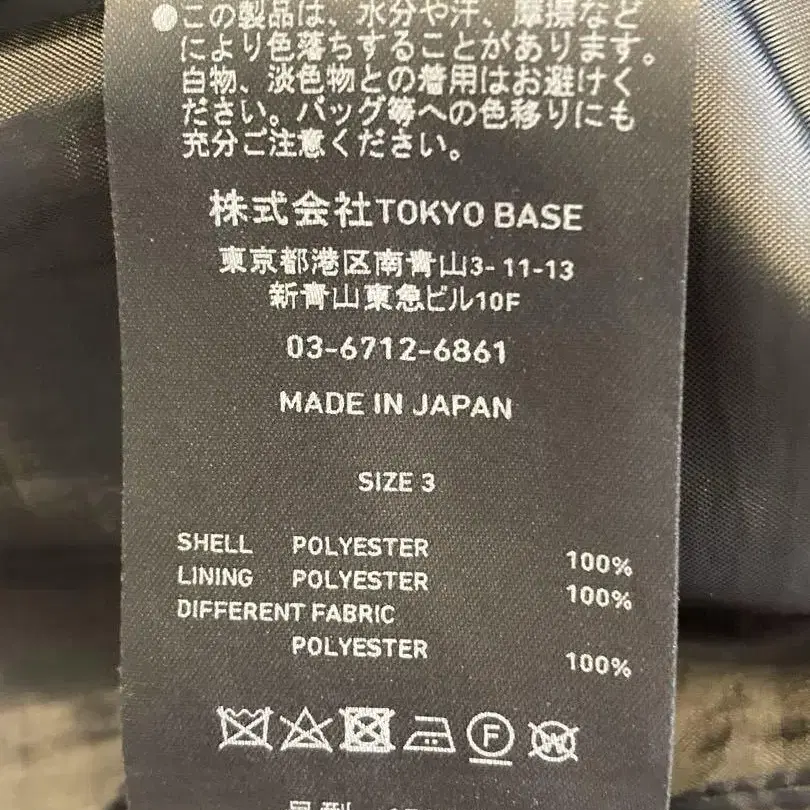 ●この製品は、水分や汗、摩擦など
により色落ちすることがあります。
白物、淡色物との着用はお避けく
ださい。バッグ等への色移りにも
充分ご注意ください。
株式会社TOKYO BASE
東京都港区南青山3-11-13
新青山東急ビル10F
03-6712-6861
MADE IN JAPAN
SIZE 3
SHELL POLYESTER 100%
LINING POLYESTER 100%
DIFFERENT FABRIC
POLYESTER 100%
F W